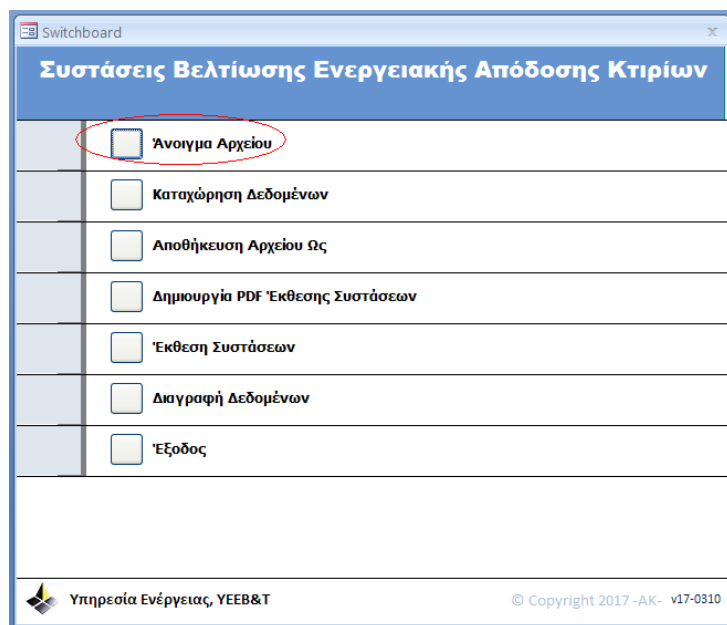 Switchboard
Συστάσεις Βελτίωσης Ενεργειακής Απόδοσης Κτιρίων
Άνοιγμα Αρχείου
Καταχώρηση Δεδομένων
Αποθήκευση Αρχείου Ως
Δημιουργία PDF Έκθεσης Συστάσεων
Έκθεση Συστάσεων
Διαγραφή Δεδομένων
Έξοδος
Υπηρεσία Ενέργειας, ΥΕΕΒ&Τ © Copyright 2017 -AK- v17-0310